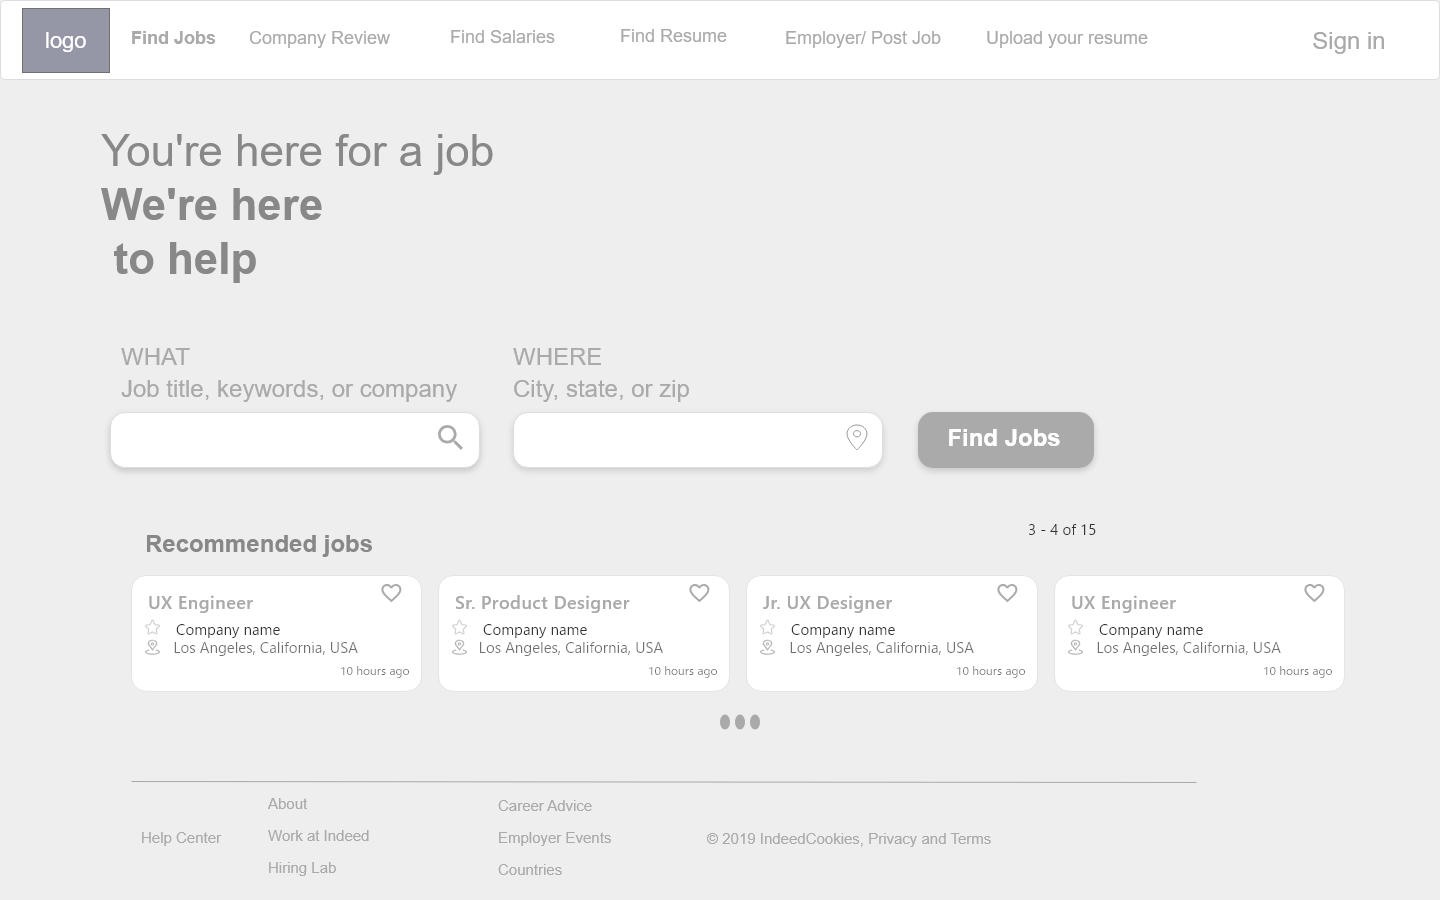 logo
Find Jobs
Company Review
Find Salaries
Find Resume
Employer/ Post Job
Upload your resume
Sign in
You're here for a job
We're here
to help
WHAT
Job title, keywords, or company
WHERE
City, state, or zip
Find Jobs
Recommended jobs
3 - 4 of 15
UX Engineer
Company name
Los Angeles, California, USA
10 hours ago
Sr. Product Designer
Company name
Los Angeles, California, USA
10 hours ago
Jr. UX Designer
Company name
Los Angeles, California, USA
10 hours ago
UX Engineer
Company name
Los Angeles, California, USA
10 hours ago
Help Center
About
Work at Indeed
Hiring Lab
Career Advice
Employer Events
Countries
© 2019 IndeedCookies, Privacy and Terms